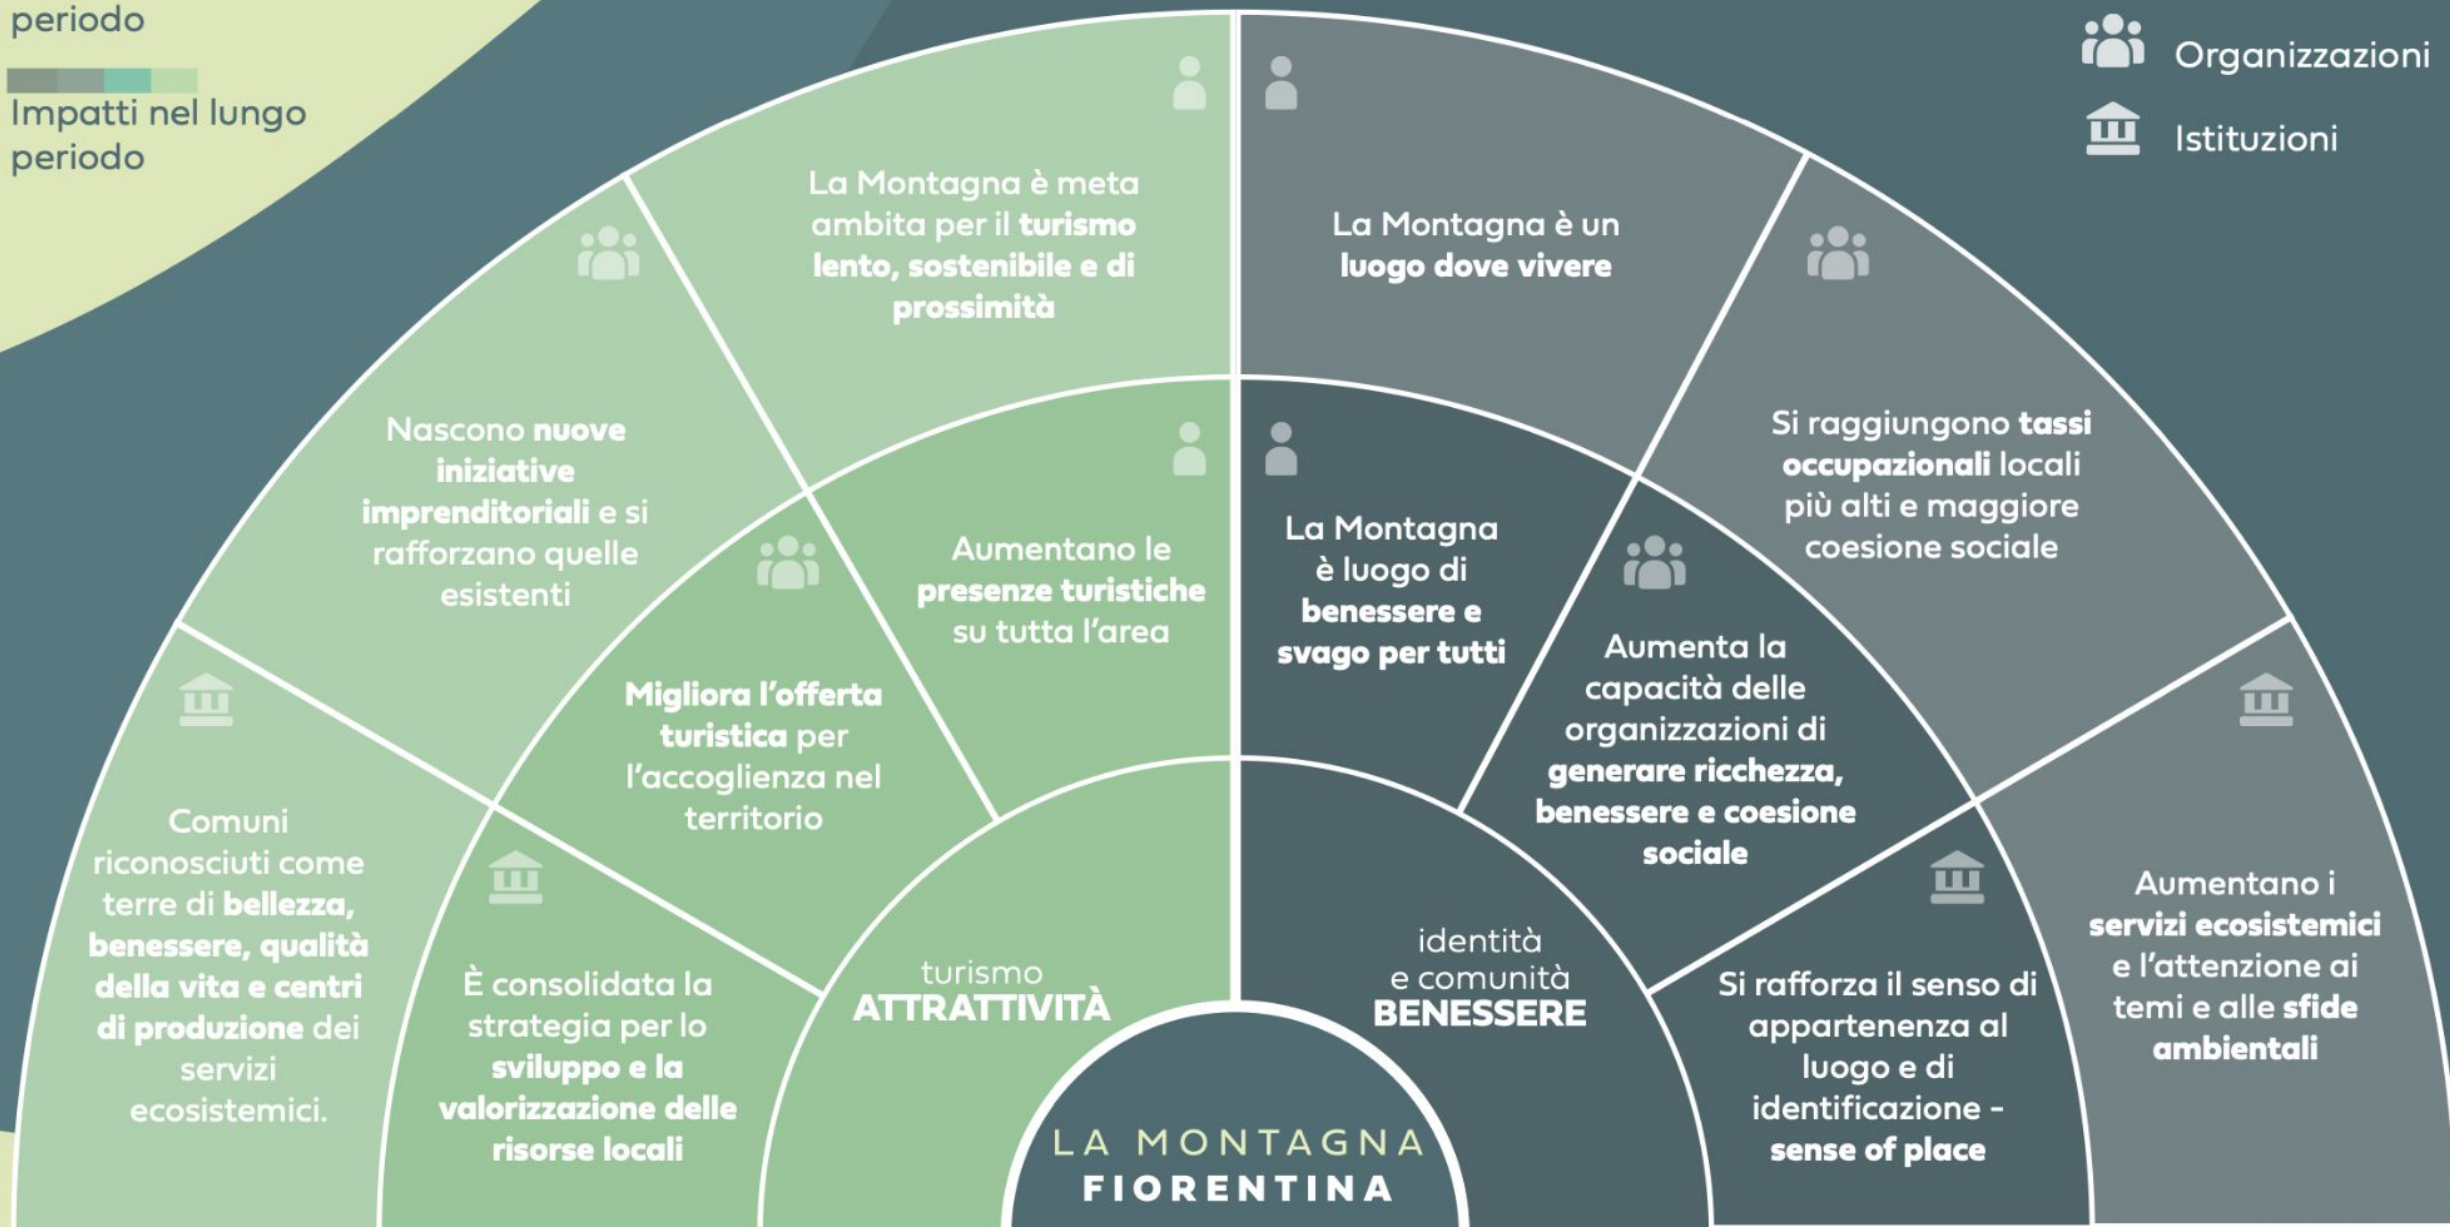 periodo
Impatti nel lungo
periodo
Organizzazioni
Istituzioni
La Montagna è meta
ambita per il turismo
lento, sostenibile e di
prossimità
La Montagna è un
luogo dove vivere
Nascono nuove
iniziative
imprenditoriali e si
rafforzano quelle
esistenti
Si raggiungono tassi
occupazionali locali
più alti e maggiore
coesione sociale
Aumentano le
presenze turistiche
su tutta l'area
La Montagna
è luogo di
benessere e
svago per tutti
Migliora l'offerta
turistica per
l'accoglienza nel
territorio
Aumenta la
capacità delle
organizzazioni di
generare ricchezza,
benessere e coesione
sociale
Comuni
riconosciuti come
terre di bellezza,
benessere, qualità
della vita e centri
di produzione dei
servizi
ecosistemici.
È consolidata la
strategia per lo
sviluppo e la
valorizzazione delle
risorse locali
turismo
ATTRATTIVITÀ
identità
e comunità
BENESSERE
Si rafforza il senso di
appartenenza al
luogo e di
identificazione -
sense of place
Aumentano i
servizi ecosistemici
e l'attenzione ai
temi e alle sfide
ambientali
LA MONTAGNA
FIORENTINA